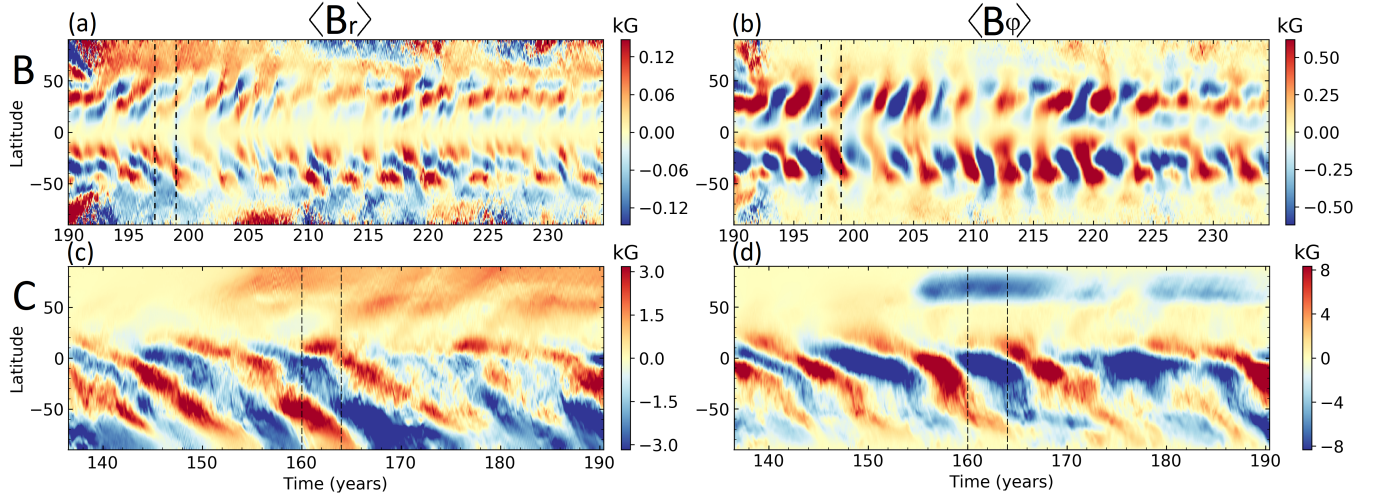 ⟨Br⟩
⟨Bφ⟩
(a)
(b)
kG
kG
B
Latitude
50
0
−50
190 195 200 205 210 215 220 225 230
0.12
0.06
0.00
−0.06
−0.12
50
0
−50
190 195 200 205 210 215 220 225 230
0.50
0.25
0.00
−0.25
−0.50
(c)
(d)
kG
kG
C
Latitude
50
0
−50
140 150 160 170 180 190
Time (years)
3.0
1.5
0.0
−1.5
−3.0
50
0
−50
140 150 160 170 180 190
Time (years)
8
4
0
−4
−8